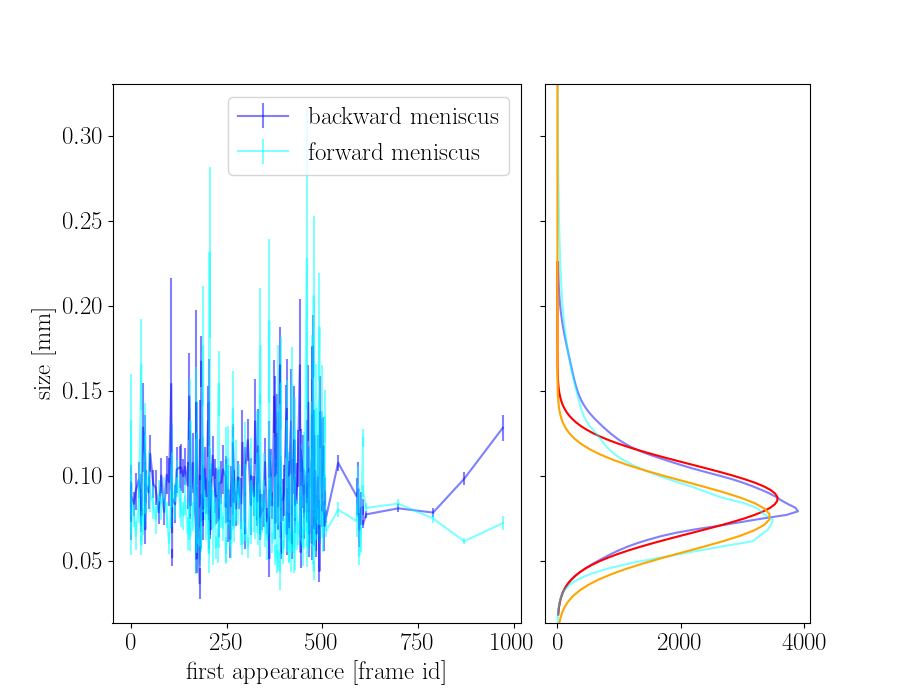 backward meniscus
forward meniscus
0.30
0.25
0.20
0.15
0.10
0.05
size [mm]
0 250 500 750 1000
first appearance [frame id]
0 2000 4000